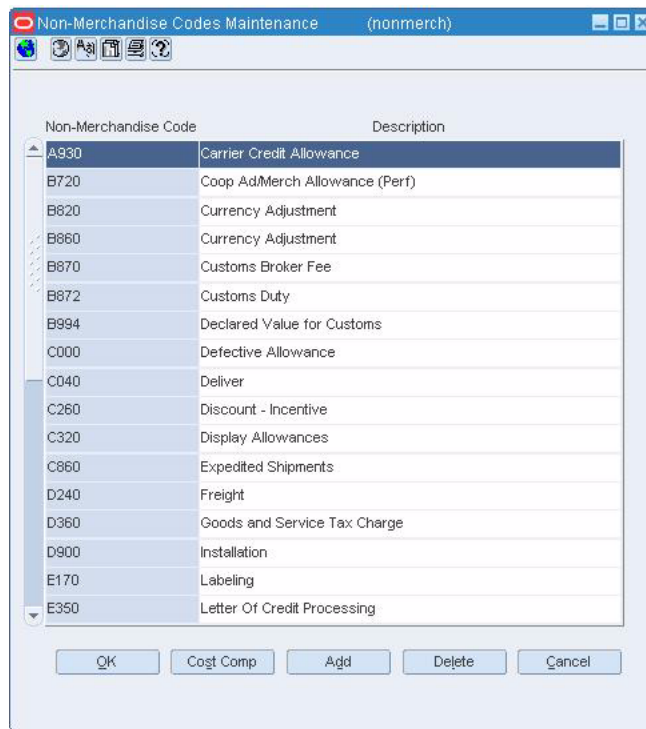 Non-Merchandise Codes Maintenance (nonmerch)
Non-Merchandise Code Description
A930 Carrier Credit Allowance
B720 Coop Ad/Merch Allowance (Perf)
B820 Currency Adjustment
B860 Currency Adjustment
B870 Customs Broker Fee
B872 Customs Duty
B994 Declared Value for Customs
C000 Defective Allowance
C040 Deliver
C260 Discount - Incentive
C320 Display Allowances
C860 Expedited Shipments
D240 Freight
D360 Goods and Service Tax Charge
D900 Installation
E170 Labeling
E350 Letter Of Credit Processing
OK Cost Comp Add Delete Cancel